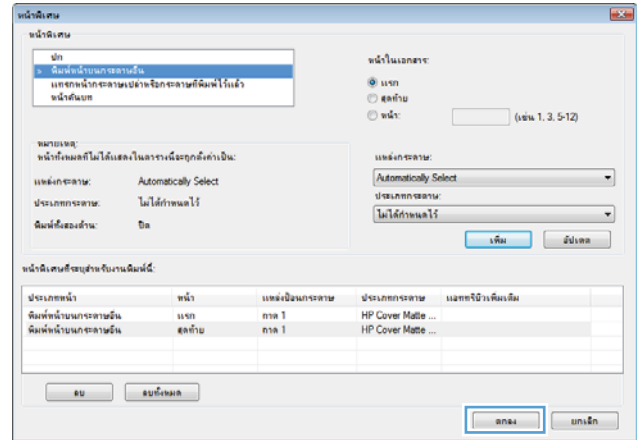 หน้าพิเศษ
หน้าพิเศษ
ปก
พิมพ์หน้าบนกระดาษอื่น
แทรกหน้ากระดาษเปล่าหรือกระดาษที่พิมพ์ไว้แล้ว
หน้าคั่นบท
หน้าในเอกสาร:
แรก
สุดท้าย
หน้า: (เช่น 1, 3, 5-12)
หมายเหตุ:
หน้าทั้งหมดที่ไม่ได้แสดงในตารางนี้จะถูกตั้งค่าเป็น:
แหล่งกระดาษ: Automatically Select
ประเภทกระดาษ: ไม่ได้กำหนดไว้
พิมพ์ทั้งสองด้าน: ปิด
แหล่งกระดาษ:
Automatically Select
ประเภทกระดาษ:
ไม่ได้กำหนดไว้
เพิ่ม อัปเดต
หน้าพิเศษที่ระบุสำหรับงานพิมพ์นี้:
ประเภทหน้า หน้า แหล่งป้อนกระดาษ ประเภทกระดาษ แอททริบิวเพิ่มเติม
พิมพ์หน้าบนกระดาษอื่น แรก ถาด 1 HP Cover Matte ...
พิมพ์หน้าบนกระดาษอื่น สุดท้าย ถาด 1 HP Cover Matte ...
ลบ ลบทั้งหมด
ตกลง ยกเลิก